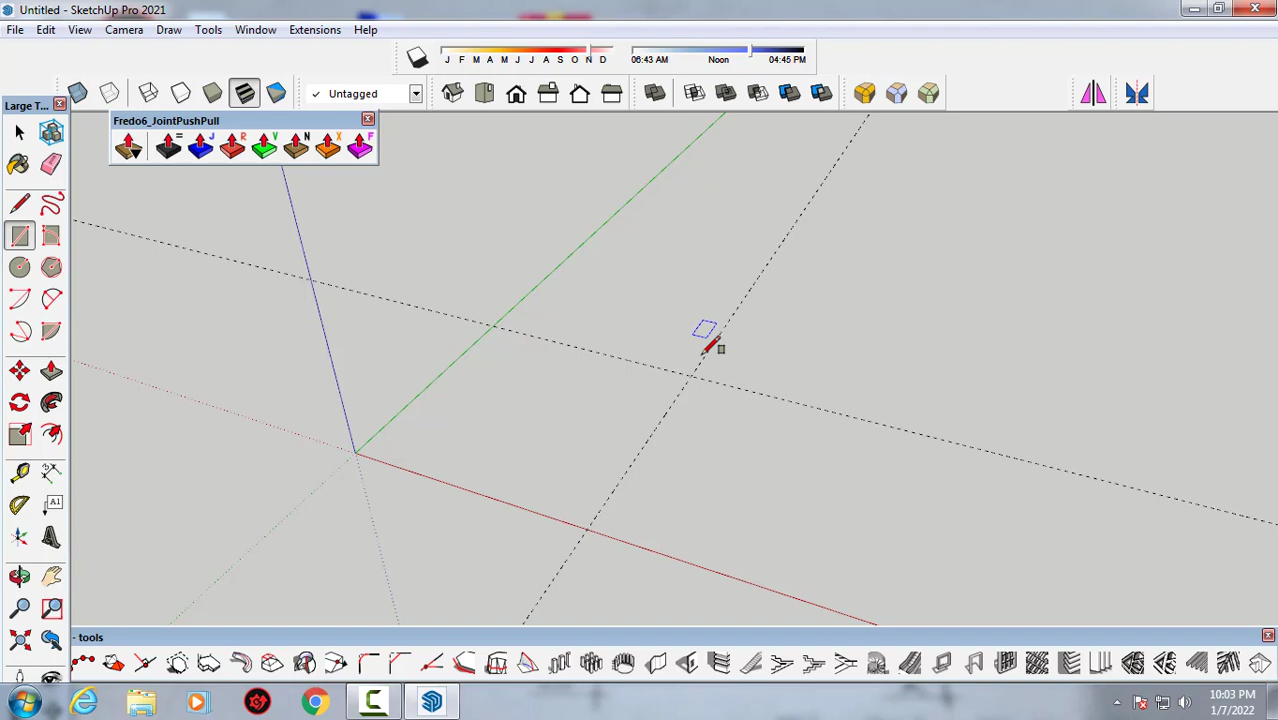 Untitled - SketchUp Pro 2021
File Edit View Camera Draw Tools Window Extensions Help
J F M A M J J A S O N D 06:43 AM Noon 04:45 PM
Large T...
✓ Untagged
Fredo6_JointPushPull
= J R V N X F
A1
- tools
10:03 PM
1/7/2022